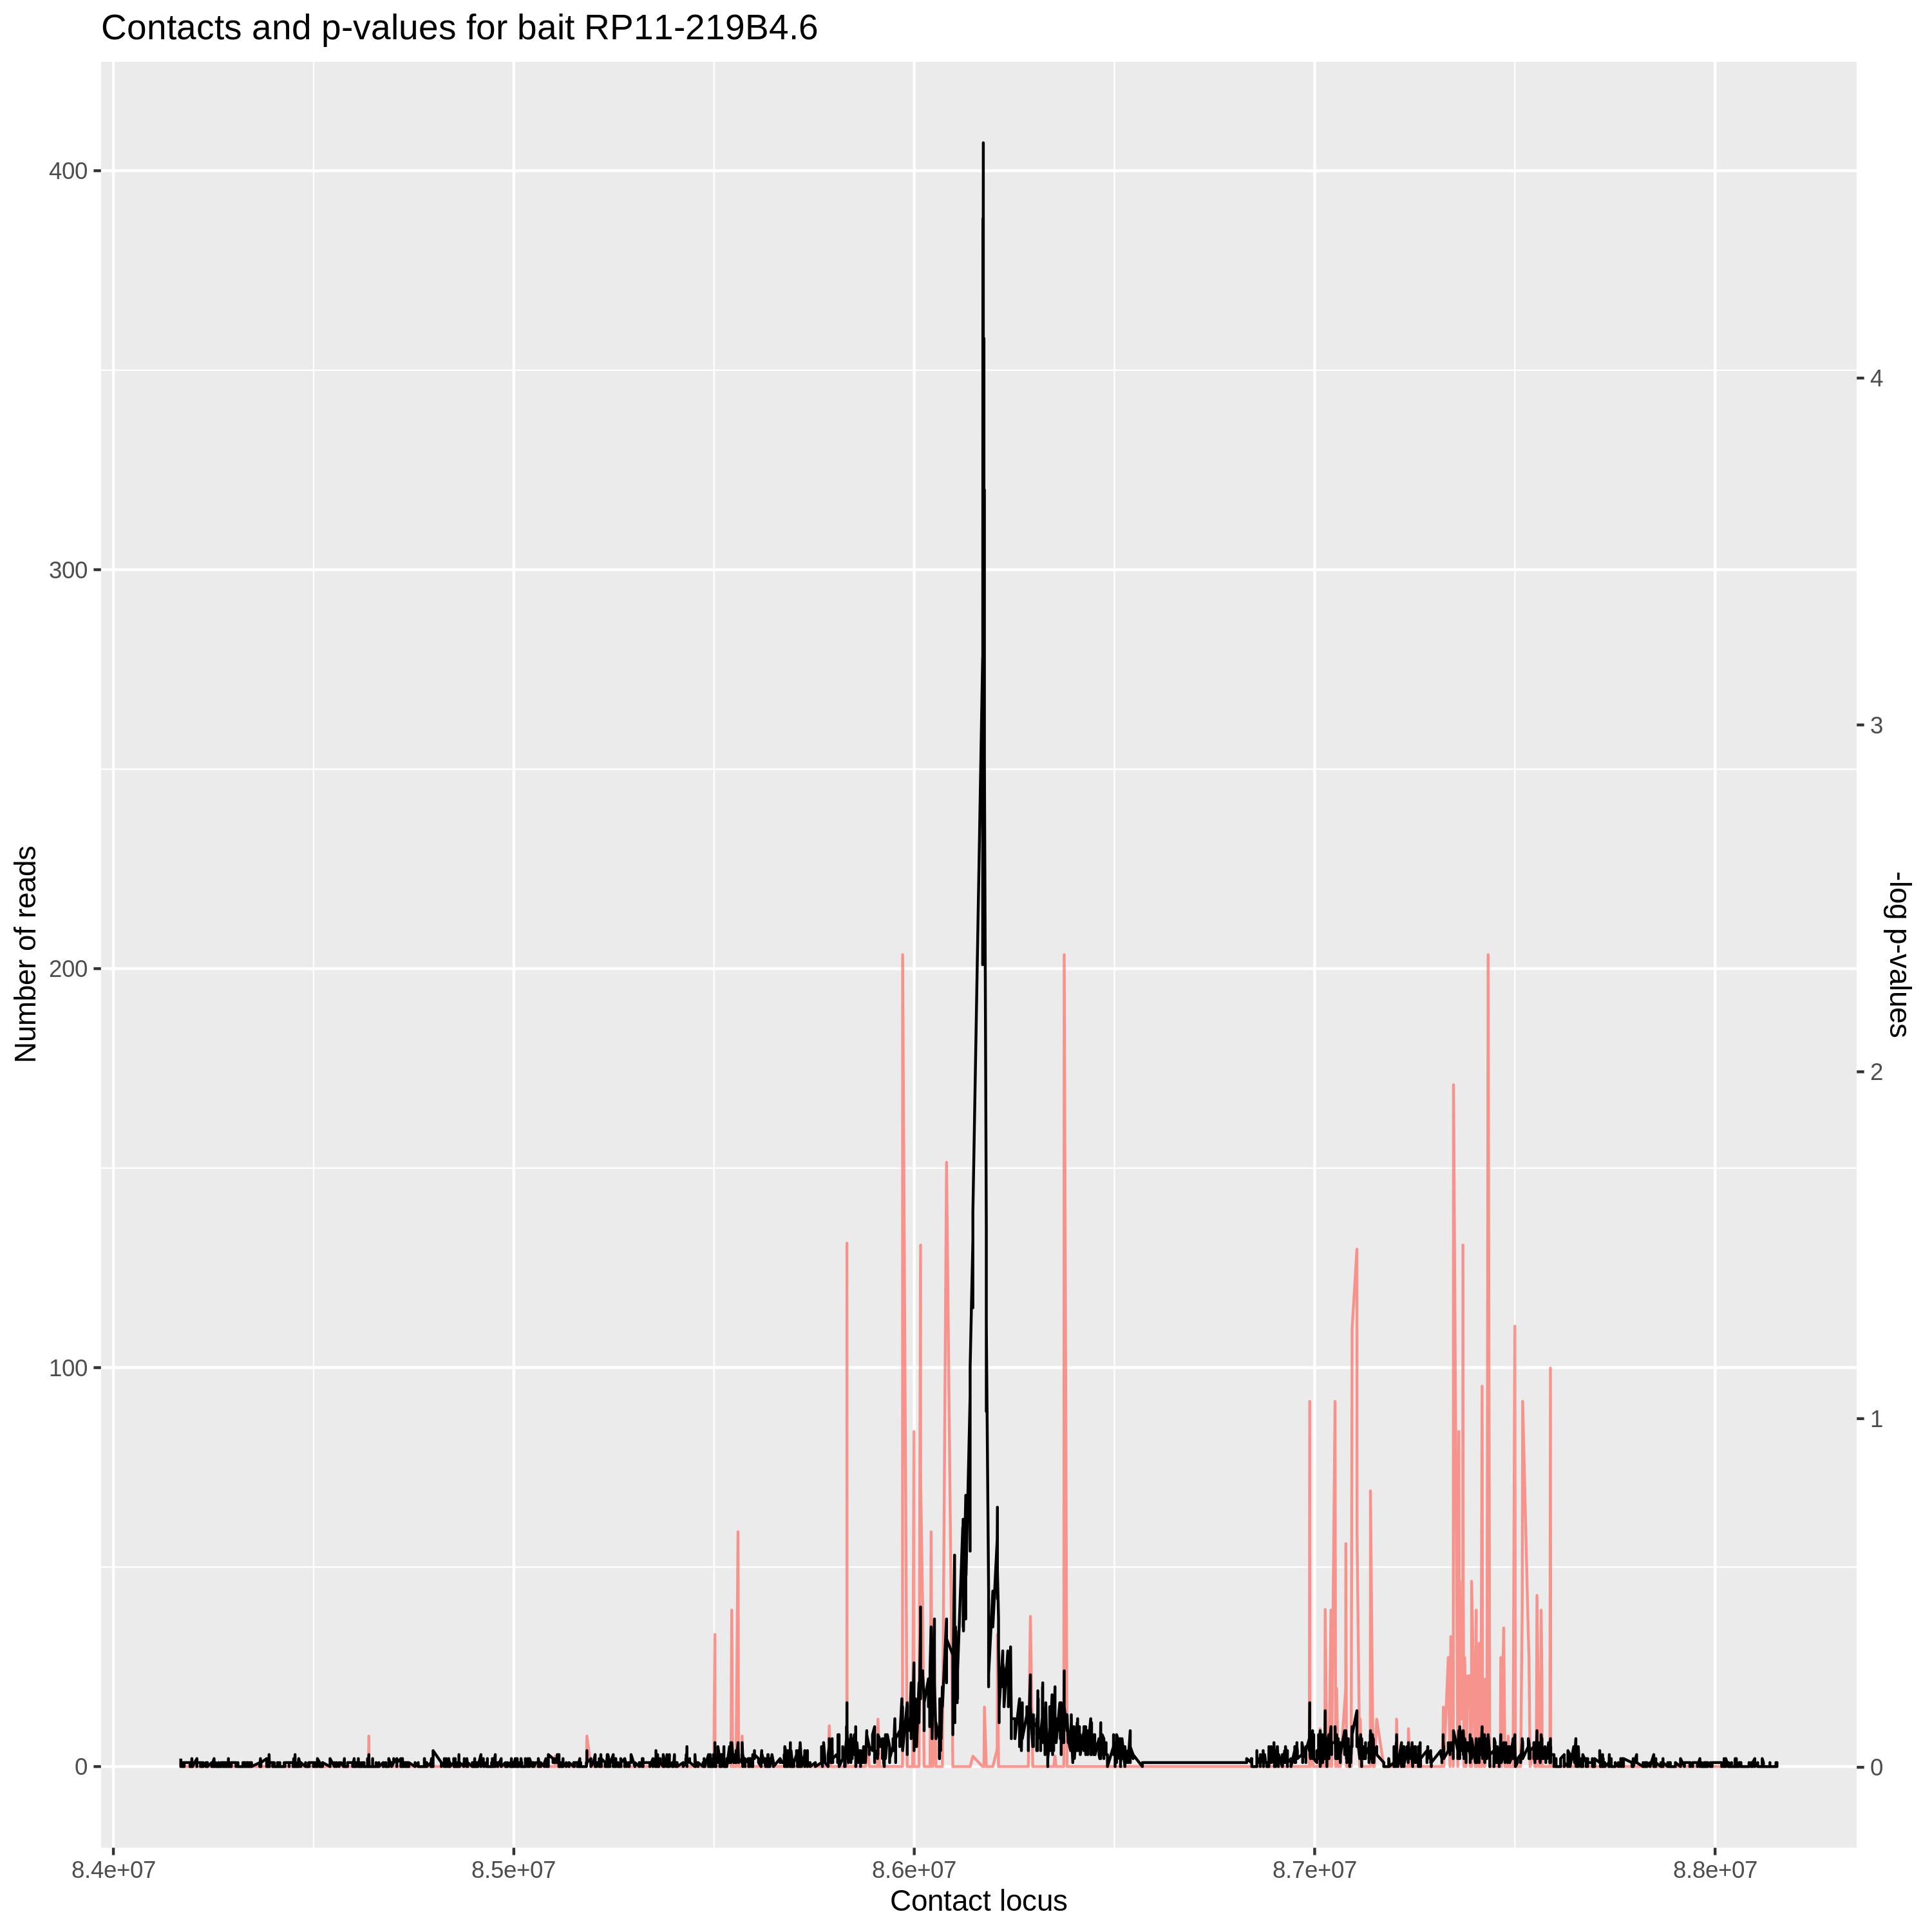 Contacts and p-values for bait RP11-219B4.6
400
300
200
100
0
4
3
2
1
0
Number of reads
-log p-values
8.4e+07 8.5e+07 8.6e+07 8.7e+07 8.8e+07
Contact locus